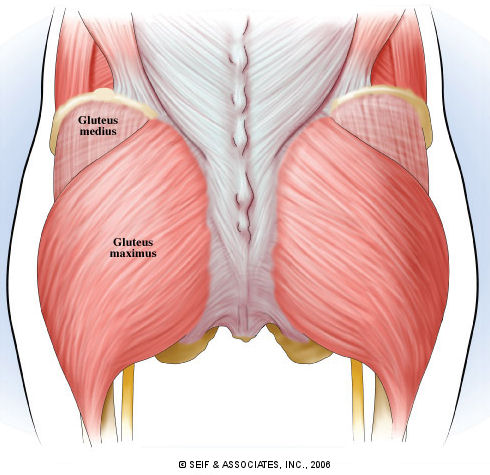 Gluteus
medius
Gluteus
maximus
© SEIF & ASSOCIATES, INC., 2006